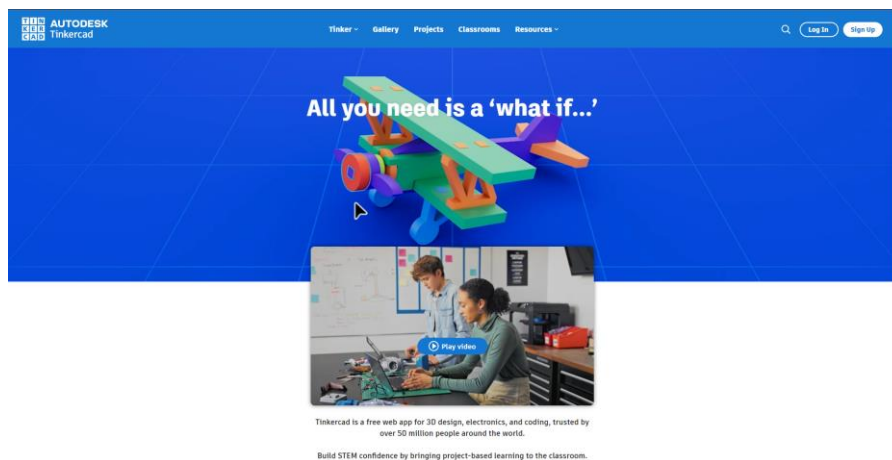 TIN
KER
CAD
AUTODESK
Tinkercad
Tinker
Gallery
Projects
Classrooms
Resources
Log In
Sign Up
All you need is a ‘what if...’
Play video
Tinkercad is a free web app for 3D design, electronics, and coding, trusted by
over 50 million people around the world.
Build STEM confidence by bringing project-based learning to the classroom.